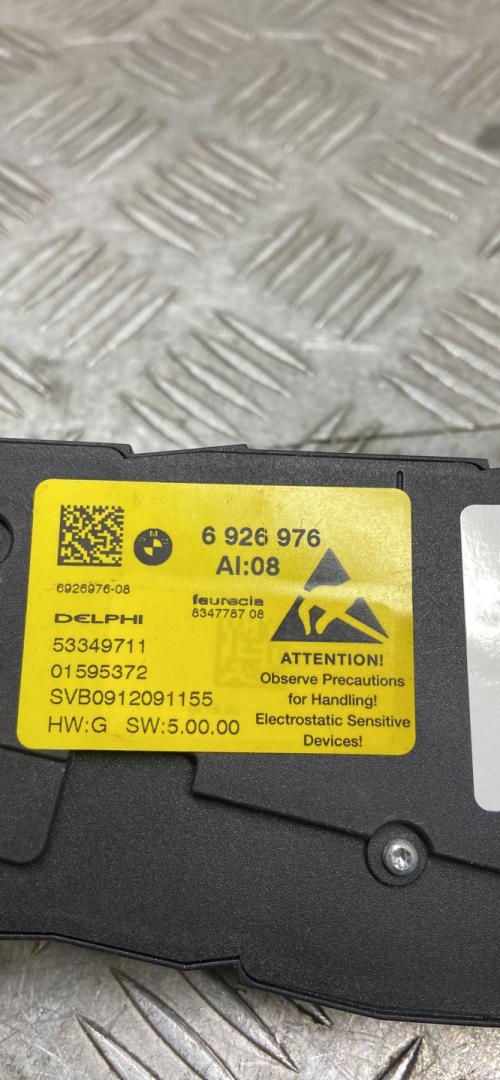 6 926 976
AI:08
6926976-08
faurecia
8347787 08
DELPHI
53349711
01595372
SVB0912091155
HW:G SW:5.00.00
ATTENTION!
Observe Precautions
for Handling!
Electrostatic Sensitive
Devices!